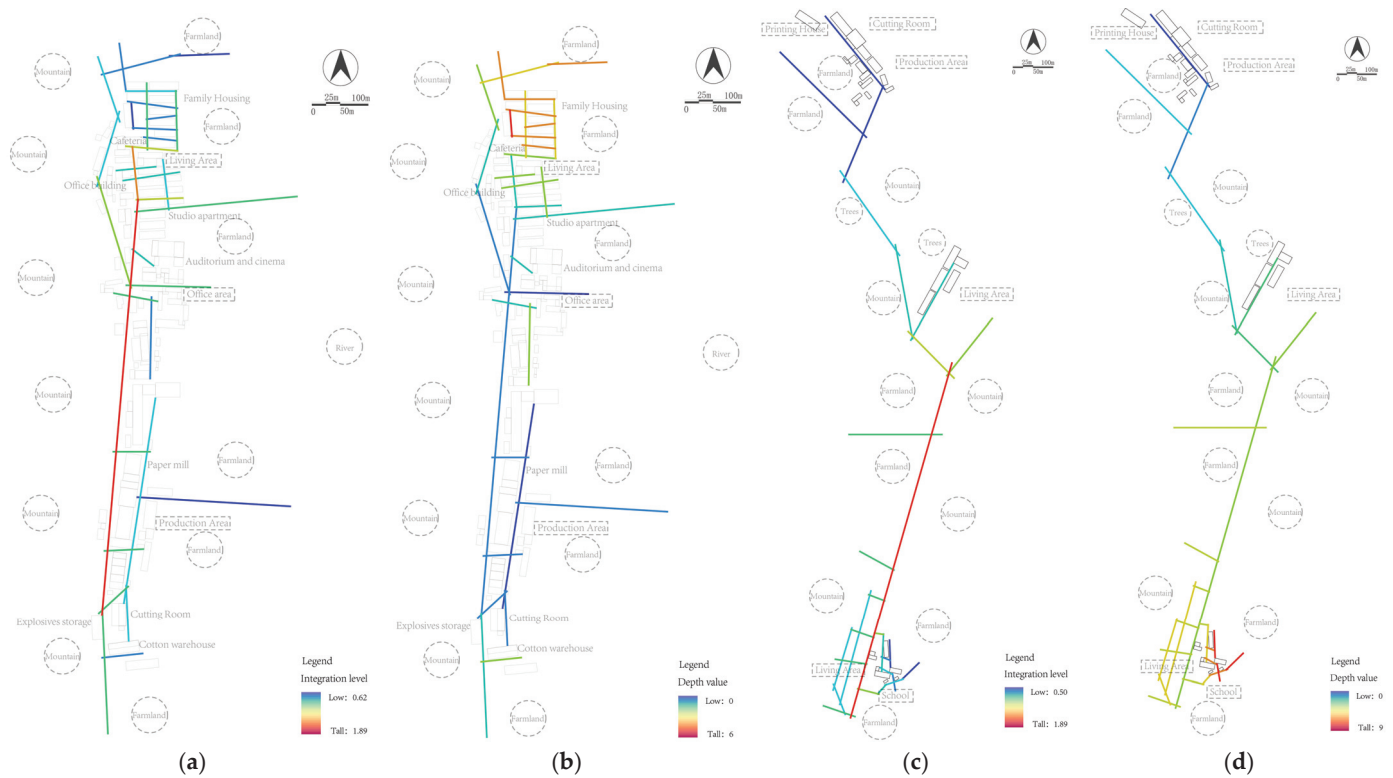 Farmland
Mountain
25m 100m
0 50m
Family Housing
Farmland
Cafeteria
Mountain
Living Area
Office building
Studio apartment
Farmland
Auditorium and cinema
Mountain
Office area
River
Mountain
Paper mill
Farmland
Mountain
Production Area
Farmland
Cutting Room
Explosives storage
Cotton warehouse
Mountain
Farmland
Legend
Integration level
Low: 0.62
Tall: 1.89
(a)
Farmland
Mountain
25m 100m
0 50m
Family Housing
Farmland
Cafeteria
Mountain
Living Area
Office building
Studio apartment
Farmland
Auditorium and cinema
Mountain
Office area
River
Mountain
Paper mill
Farmland
Mountain
Production Area
Farmland
Cutting Room
Explosives storage
Cotton warehouse
Mountain
Farmland
Legend
Depth value
Low: 0
Tall: 6
(b)
Cutting Room
Printing House
Production Area
25m 100m
0 50m
Farmland
Farmland
Mountain
Trees
Trees
Mountain
Living Area
Farmland
Mountain
Farmland
Mountain
Mountain
Farmland
Living Area
School
Farmland
Legend
Integration level
Low: 0.50
Tall: 1.89
(c)
Cutting Room
Printing House
Production Area
25m 100m
0 50m
Farmland
Farmland
Mountain
Trees
Trees
Mountain
Living Area
Farmland
Mountain
Farmland
Mountain
Mountain
Farmland
Living Area
School
Farmland
Legend
Depth value
Low: 0
Tall: 9
(d)